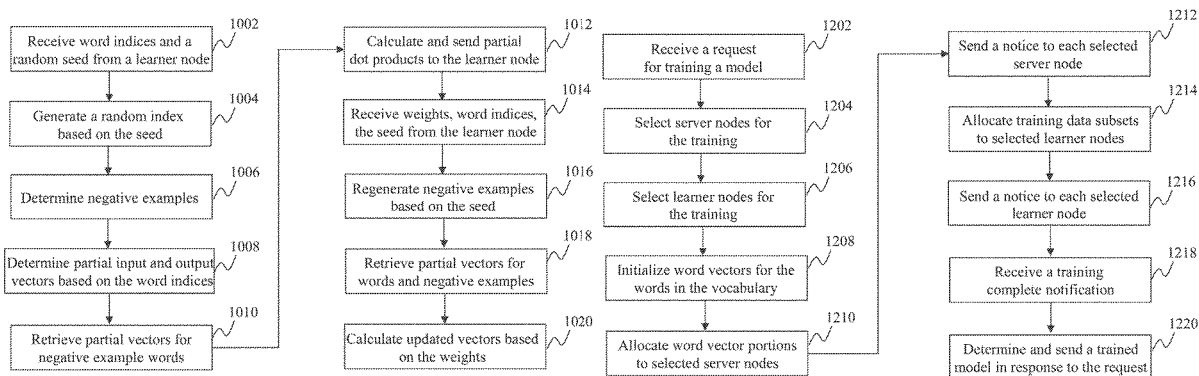 1002
Receive word indices and a
random seed from a learner node
1004
Generate a random index
based on the seed
1006
Determine negative examples
1008
Determine partial input and output
vectors based on the word indices
1010
Retrieve partial vectors for
negative example words
1012
Calculate and send partial
dot products to the learner node
1014
Receive weights, word indices,
the seed from the learner node
1016
Regenerate negative examples
based on the seed
1018
Retrieve partial vectors for
words and negative examples
1020
Calculate updated vectors based
on the weights
1202
Receive a request
for training a model
1204
Select server nodes for
the training
1206
Select learner nodes for
the training
1208
Initialize word vectors for the
words in the vocabulary
1210
Allocate word vector portions
to selected server nodes
1212
Send a notice to each selected
server node
1214
Allocate training data subsets
to selected learner nodes
1216
Send a notice to each selected
learner node
1218
Receive a training
complete notification
1220
Determine and send a trained
model in response to the request